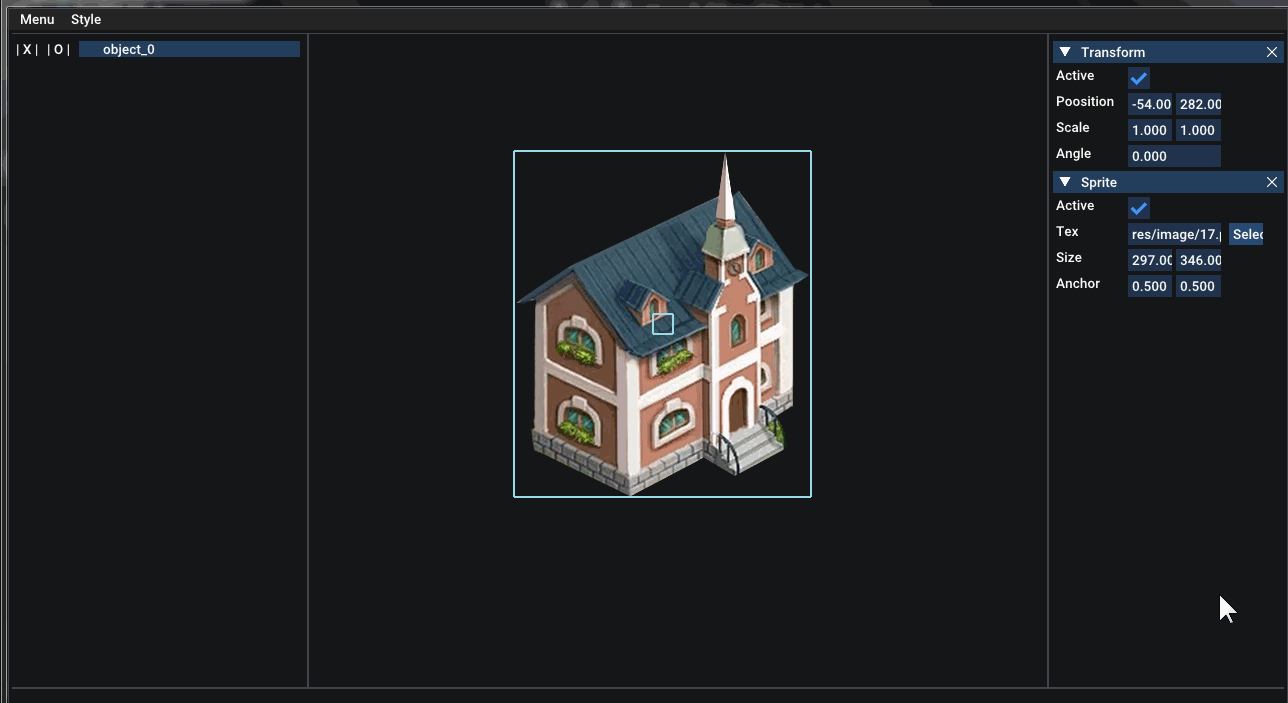 Menu Style
|X| |O| object_0
Transform
Active
Poosition -54.00 282.00
Scale 1.000 1.000
Angle 0.000
Sprite
Active
Tex res/image/17.p Selec
Size 297.00 346.00
Anchor 0.500 0.500